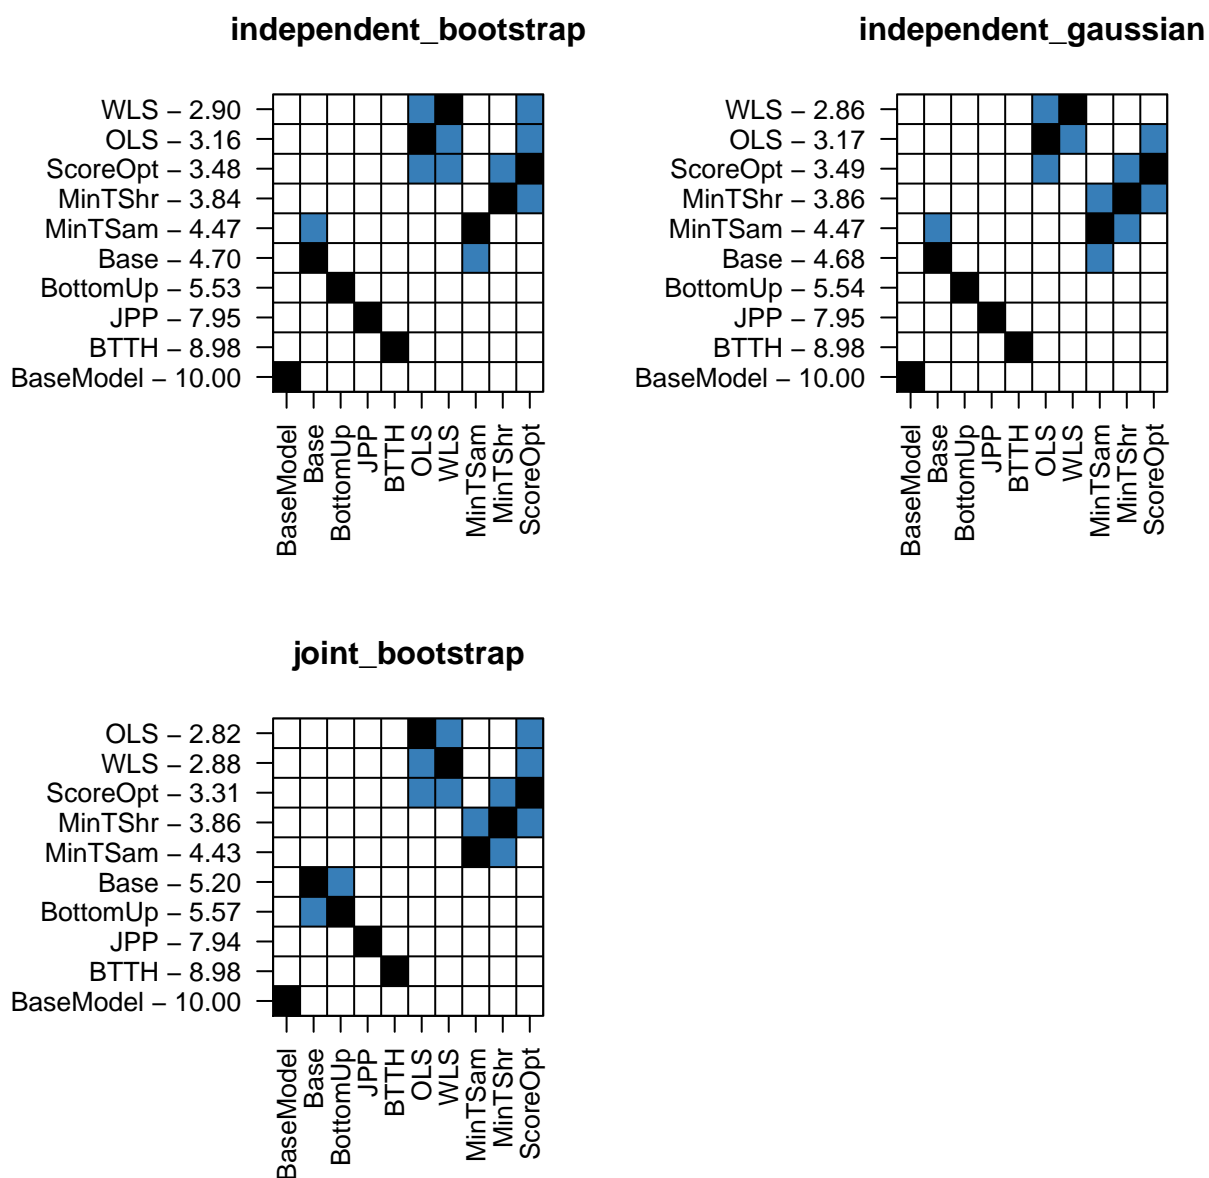 independent_bootstrap
WLS − 2.90
OLS − 3.16
ScoreOpt − 3.48
MinTShr − 3.84
MinTSam − 4.47
Base − 4.70
BottomUp − 5.53
JPP − 7.95
BTTH − 8.98
BaseModel − 10.00
BaseModel
Base
BottomUp
JPP
BTTH
OLS
WLS
MinTSam
MinTShr
ScoreOpt
independent_gaussian
WLS − 2.86
OLS − 3.17
ScoreOpt − 3.49
MinTShr − 3.86
MinTSam − 4.47
Base − 4.68
BottomUp − 5.54
JPP − 7.95
BTTH − 8.98
BaseModel − 10.00
BaseModel
Base
BottomUp
JPP
BTTH
OLS
WLS
MinTSam
MinTShr
ScoreOpt
joint_bootstrap
OLS − 2.82
WLS − 2.88
ScoreOpt − 3.31
MinTShr − 3.86
MinTSam − 4.43
Base − 5.20
BottomUp − 5.57
JPP − 7.94
BTTH − 8.98
BaseModel − 10.00
BaseModel
Base
BottomUp
JPP
BTTH
OLS
WLS
MinTSam
MinTShr
ScoreOpt